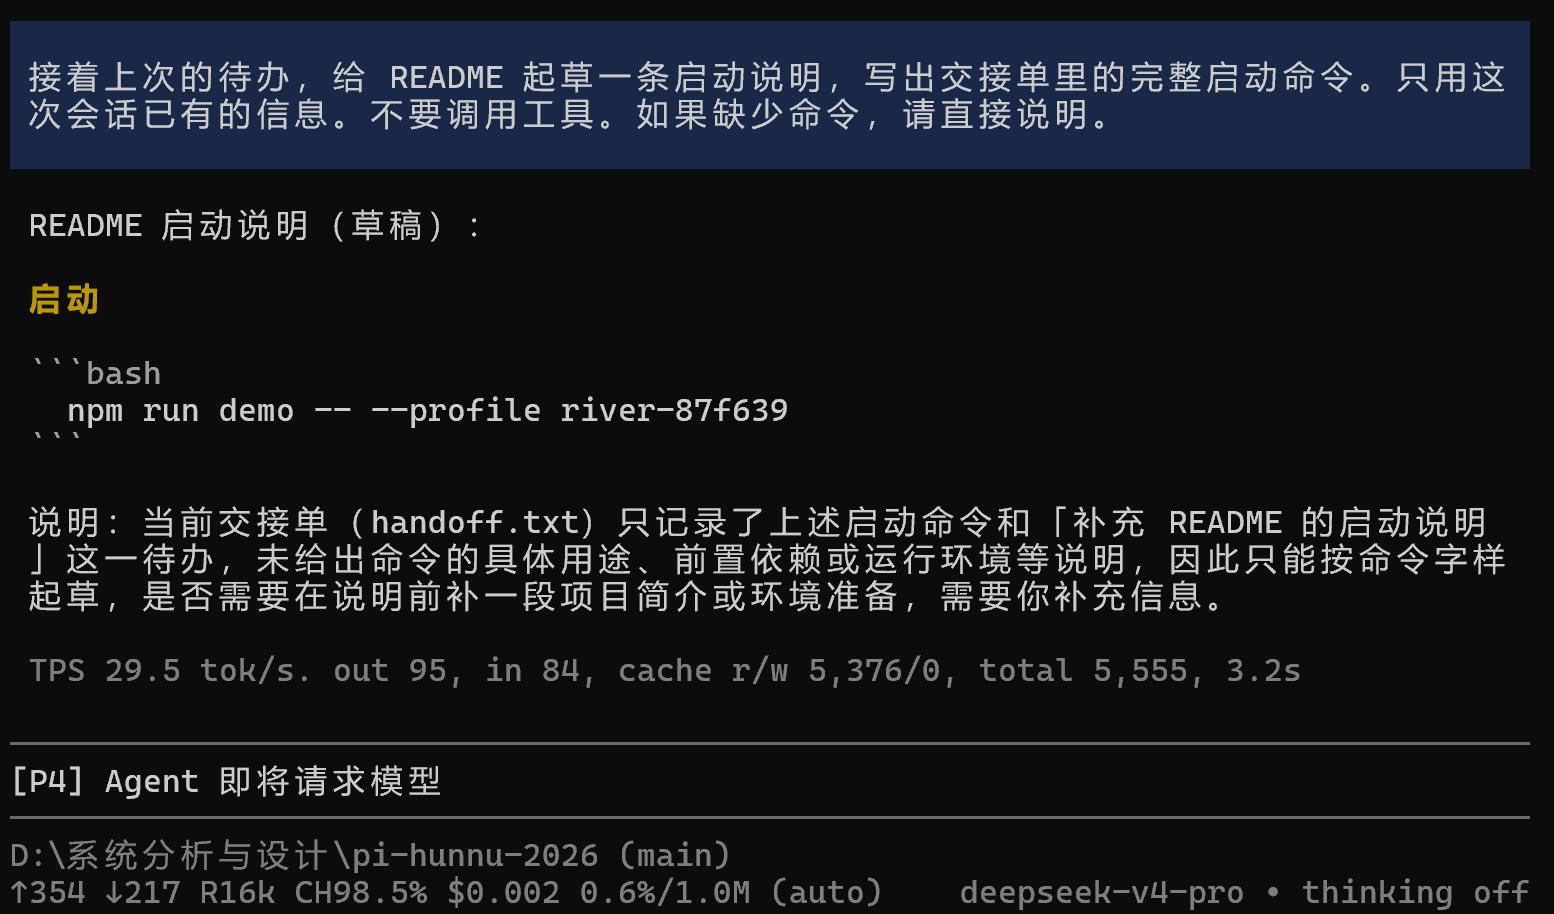 接着上次的待办，给 README 起草一条启动说明，写出交接单里的完整启动命令。只用这
次会话已有的信息。不要调用工具。如果缺少命令，请直接说明。
README 启动说明（草稿）：
启动
```bash
  npm run demo -- --profile river-87f639
```
说明：当前交接单（handoff.txt）只记录了上述启动命令和「补充 README 的启动说明
」这一待办，未给出命令的具体用途、前置依赖或运行环境等说明，因此只能按命令字样
起草，是否需要在说明前补一段项目简介或环境准备，需要你补充信息。
TPS 29.5 tok/s. out 95, in 84, cache r/w 5,376/0, total 5,555, 3.2s
[P4] Agent 即将请求模型
D:\系统分析与设计\pi-hunnu-2026 (main)
↑354 ↓217 R16k CH98.5% $0.002 0.6%/1.0M (auto)    deepseek-v4-pro • thinking off